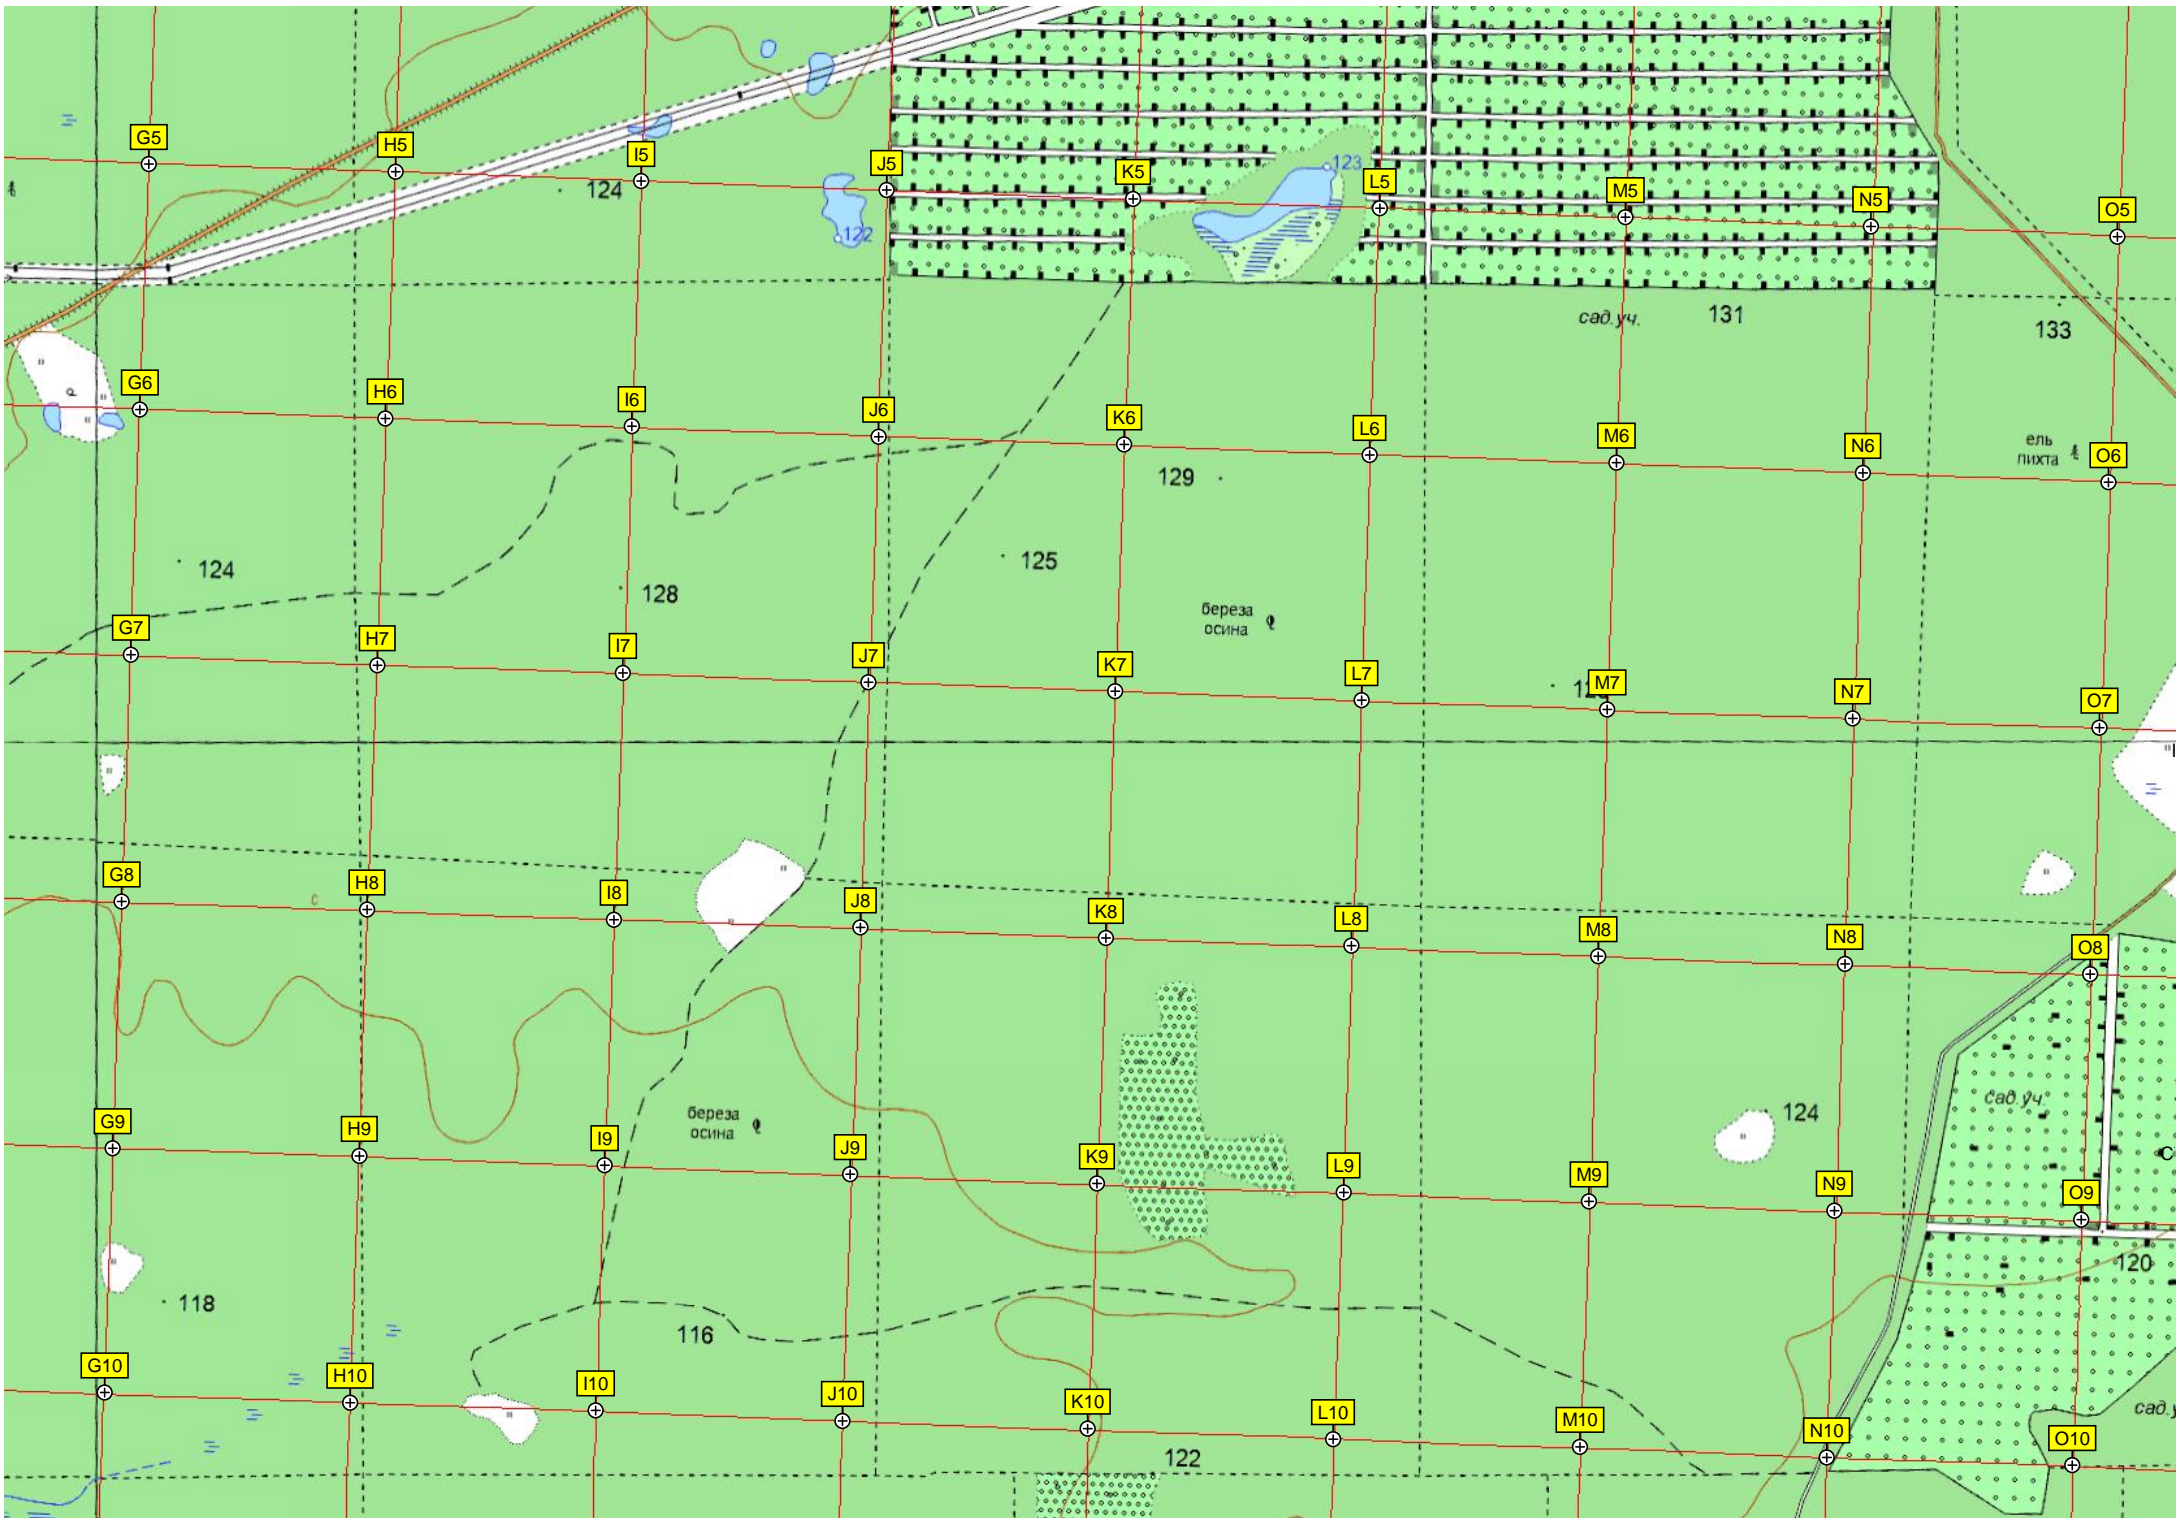 G5
H5
I5
J5
K5
L5
M5
N5
O5
124
123
122
сад.уч.
131
133
G6
H6
I6
J6
K6
L6
M6
N6
O6
ель
пихта
129
124
128
125
береза
осина
G7
H7
I7
J7
K7
L7
M7
N7
O7
G8
H8
I8
J8
K8
L8
M8
N8
O8
с
береза
осина
124
сад.уч.
G9
H9
I9
J9
K9
L9
M9
N9
O9
118
116
120
G10
H10
I10
J10
K10
L10
M10
N10
O10
122